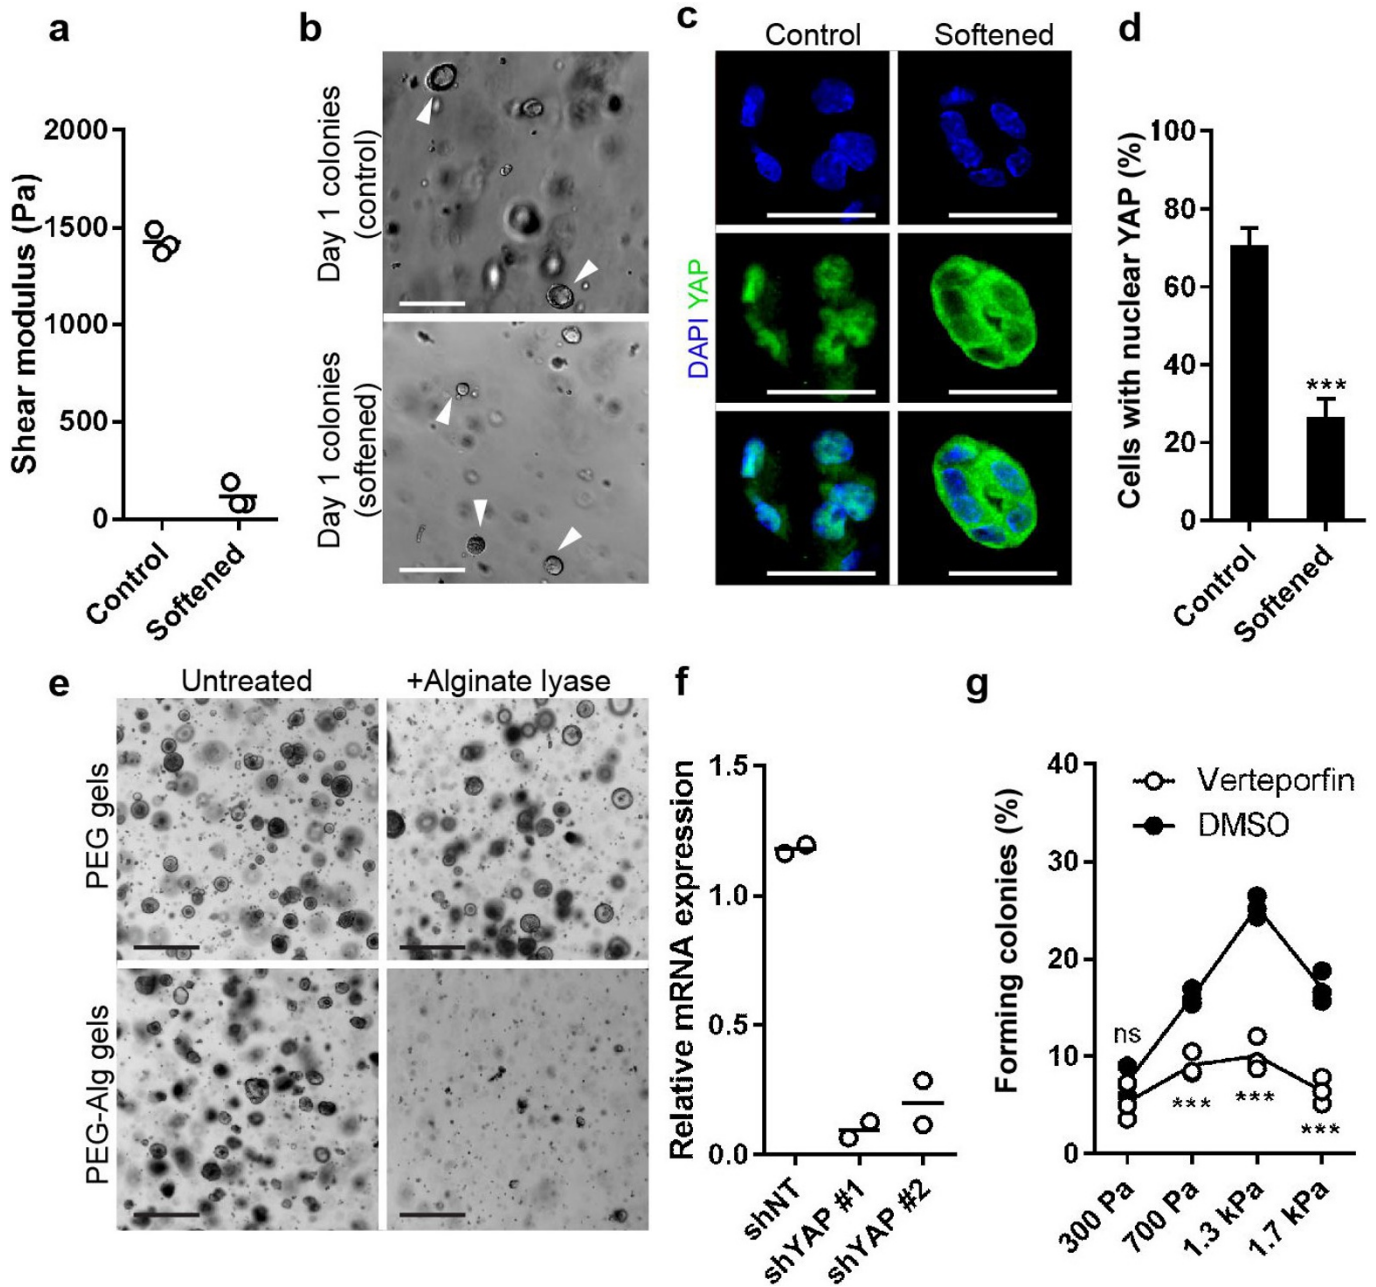 a
Shear modulus (Pa)
2000
1500
1000
500
0
Control
Softened
b
Day 1 colonies
(control)
Day 1 colonies
(softened)
c
Control
Softened
DAPI YAP
d
Cells with nuclear YAP (%)
100
80
60
40
20
0
***
Control
Softened
e
Untreated
+Alginate lyase
PEG gels
PEG-Alg gels
f
Relative mRNA expression
1.5
1.0
0.5
0.0
shNT
shYAP #1
shYAP #2
g
Forming colonies (%)
40
30
20
10
0
Verteporfin
DMSO
ns
***
***
***
300 Pa
700 Pa
1.3 kPa
1.7 kPa